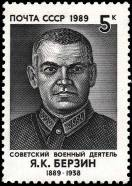 ПОЧТА СССР 1989
5к
СОВЕТСКИЙ ВОЕННЫЙ ДЕЯТЕЛЬ
Я.К. БЕРЗИН
1889-1938